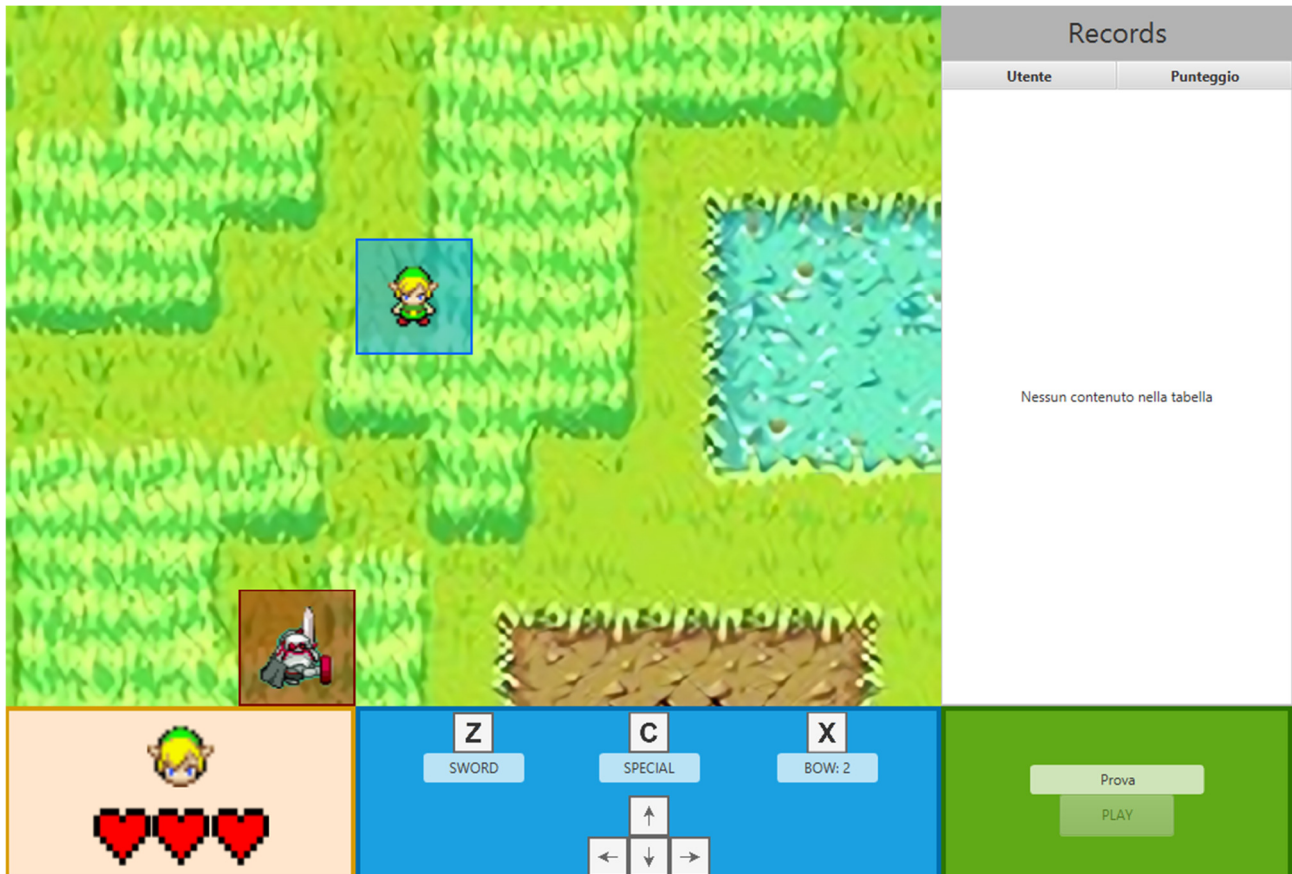 Records
Utente Punteggio
Nessun contenuto nella tabella
Z C X
SWORD SPECIAL BOW: 2
Prova
PLAY
↑
← ↓ →